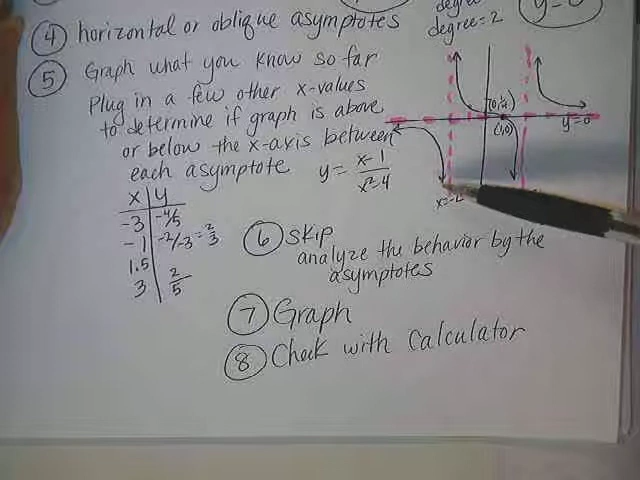 degree
degree=2
y=0
④ horizontal or oblique asymptotes
⑤ Graph what you know so far
Plug in a few other x-values
to determine if graph is above
or below the x-axis between
each asymptote
y = x-1 / x²-4
x | y
-3 | -4/5
-1 | -2/-3 = 2/3
1.5
3 | 2/5
(0,¼)
(1,0)
y=0
x=-2
⑥ Skip
analyze the behavior by the
asymptotes
⑦ Graph
⑧ Check with Calculator